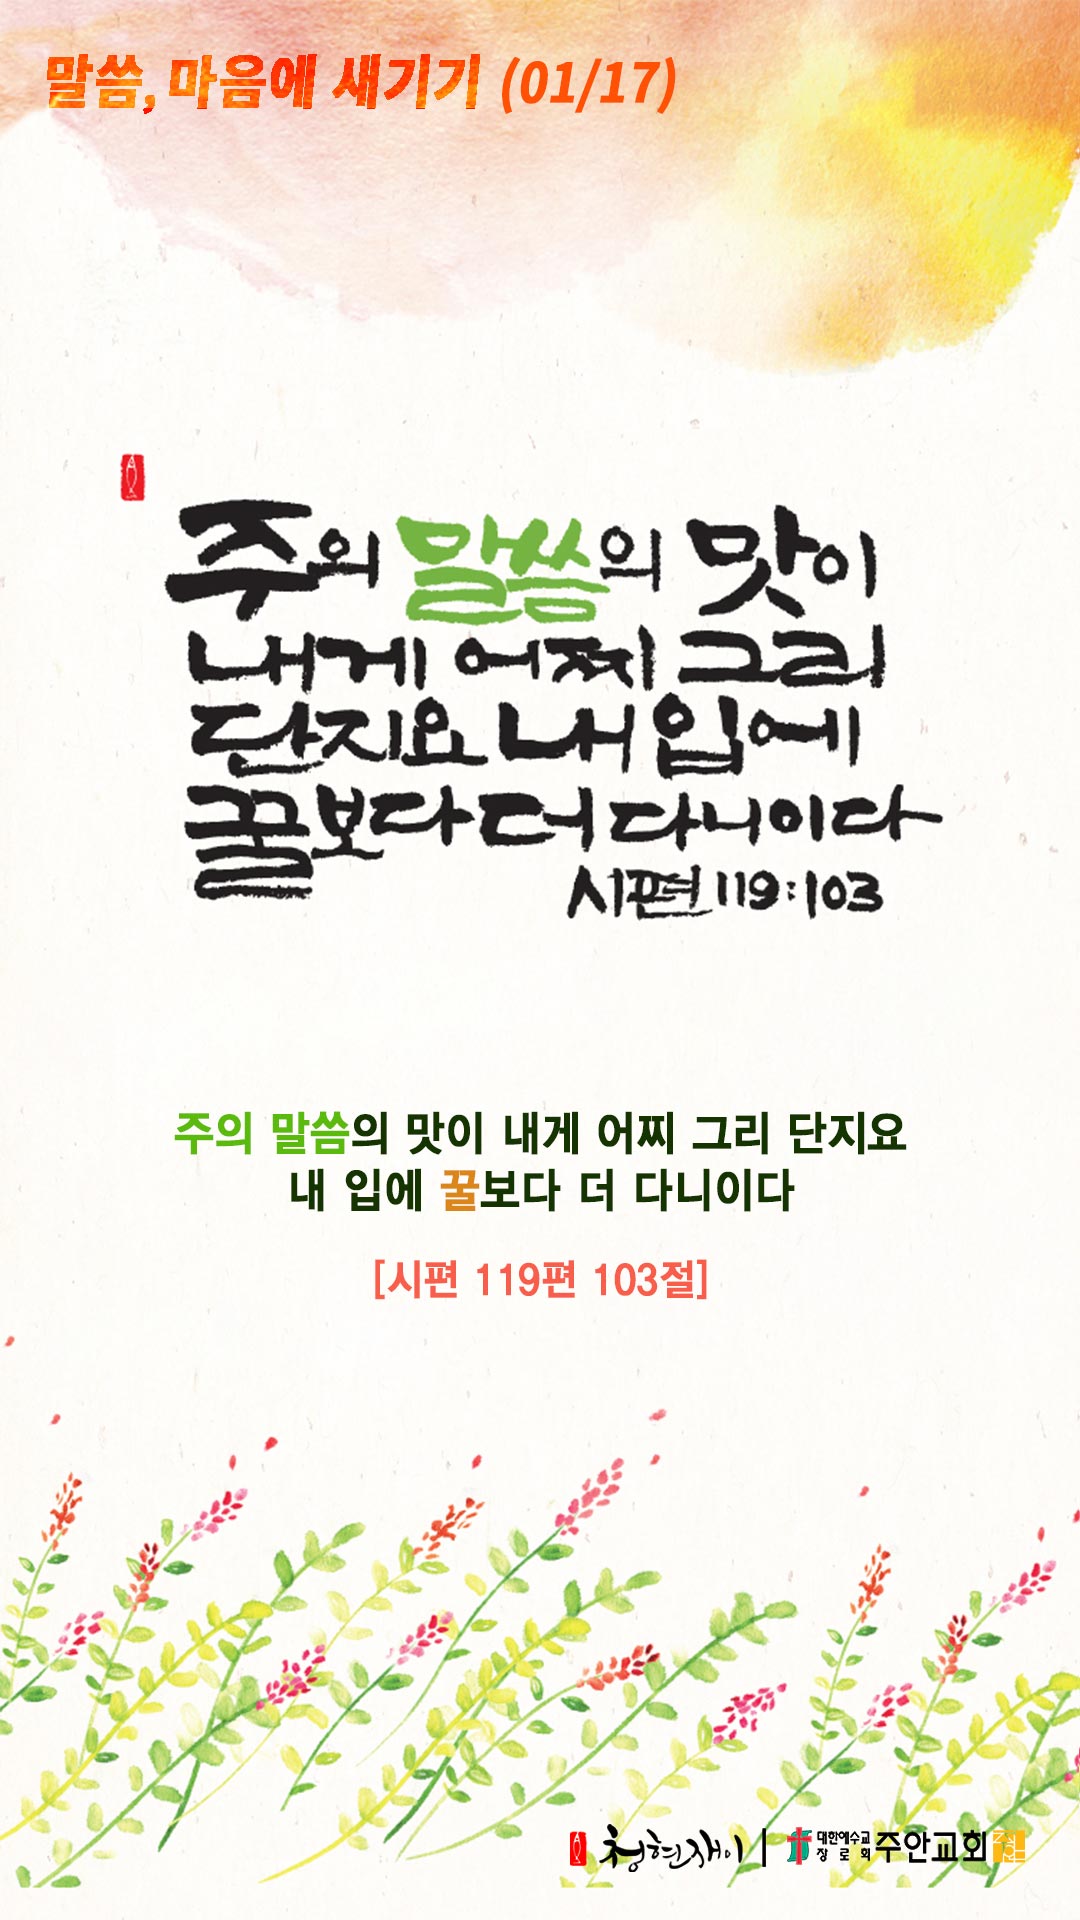 말씀, 마음에 새기기 (01/17)
주의 말씀의 맛이
내게 어찌 그리
단지요 내 입에
꿀보다 더 다니이다
시편 119:103
주의 말씀의 맛이 내게 어찌 그리 단지요
내 입에 꿀보다 더 다니이다
[시편 119편 103절]
청현재이 | 대한예수교장로회 주안교회